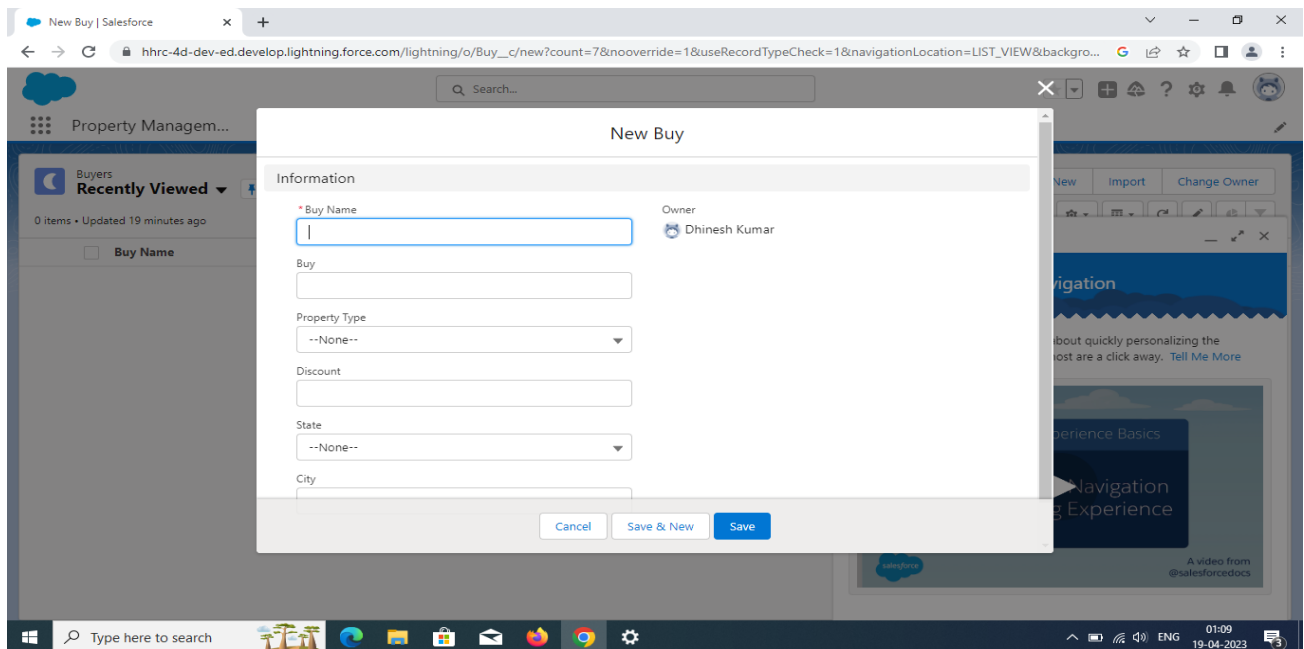 New Buy | Salesforce
hhrc-4d-dev-ed.develop.lightning.force.com/lightning/o/Buy__c/new?count=7&nooverride=1&useRecordTypeCheck=1&navigationLocation=LIST_VIEW&backgro...
Search...
Property Managem...
New Buy
Buyers
Recently Viewed
New Import Change Owner
0 items • Updated 19 minutes ago
Buy Name
Information
* Buy Name
Owner
Dhinesh Kumar
Buy
Property Type
--None--
Discount
State
--None--
City
Cancel Save & New Save
vigation
about quickly personalizing the
ost are a click away. Tell Me More
perience Basics
Navigation
g Experience
salesforce
A video from
@salesforcedocs
Type here to search
ENG
01:09
19-04-2023
3